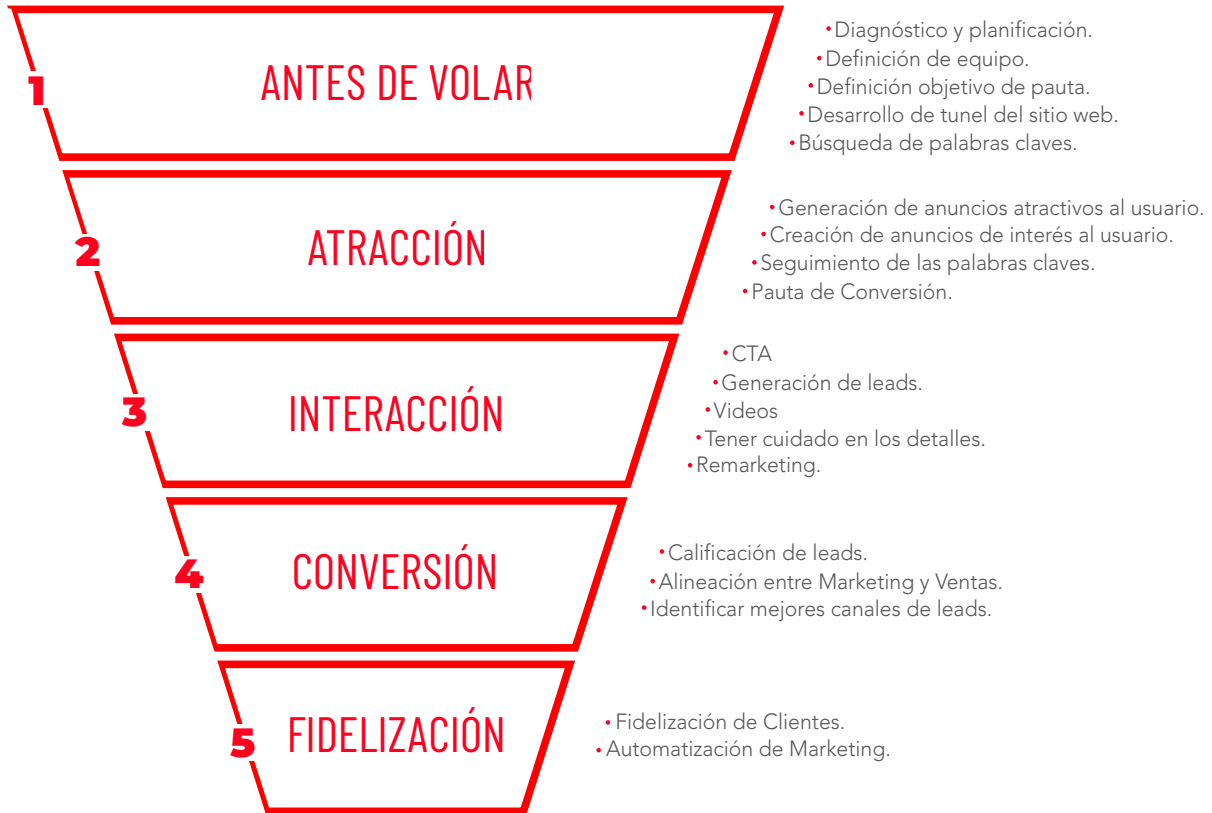 1
ANTES DE VOLAR
•Diagnóstico y planificación.
•Definición de equipo.
•Definición objetivo de pauta.
•Desarrollo de tunel del sitio web.
•Búsqueda de palabras claves.
2
ATRACCIÓN
•Generación de anuncios atractivos al usuario.
•Creación de anuncios de interés al usuario.
•Seguimiento de las palabras claves.
•Pauta de Conversión.
3
INTERACCIÓN
•CTA
•Generación de leads.
•Videos
•Tener cuidado en los detalles.
•Remarketing.
4
CONVERSIÓN
•Calificación de leads.
•Alineación entre Marketing y Ventas.
•Identificar mejores canales de leads.
5
FIDELIZACIÓN
•Fidelización de Clientes.
•Automatización de Marketing.